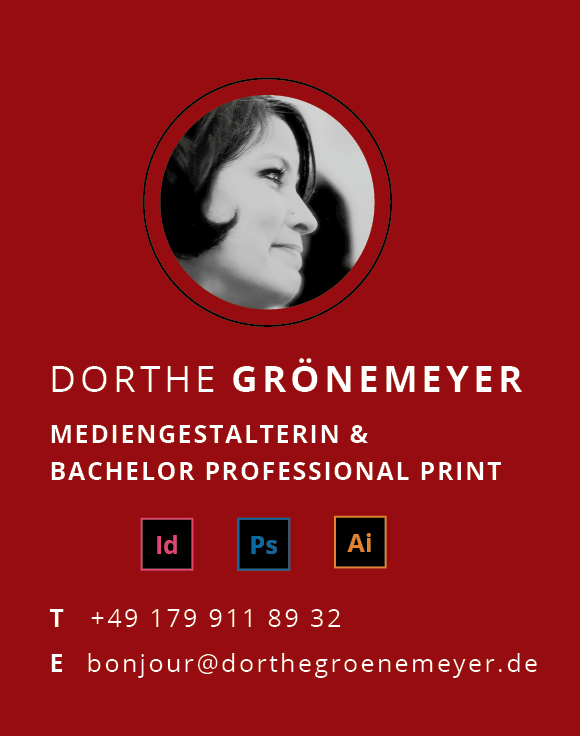 DORTHE GRÖNEMEYER
MEDIENGESTALTERIN &
BACHELOR PROFESSIONAL PRINT
Id Ps Ai
T +49 179 911 89 32
E bonjour@dorthegroenemeyer.de